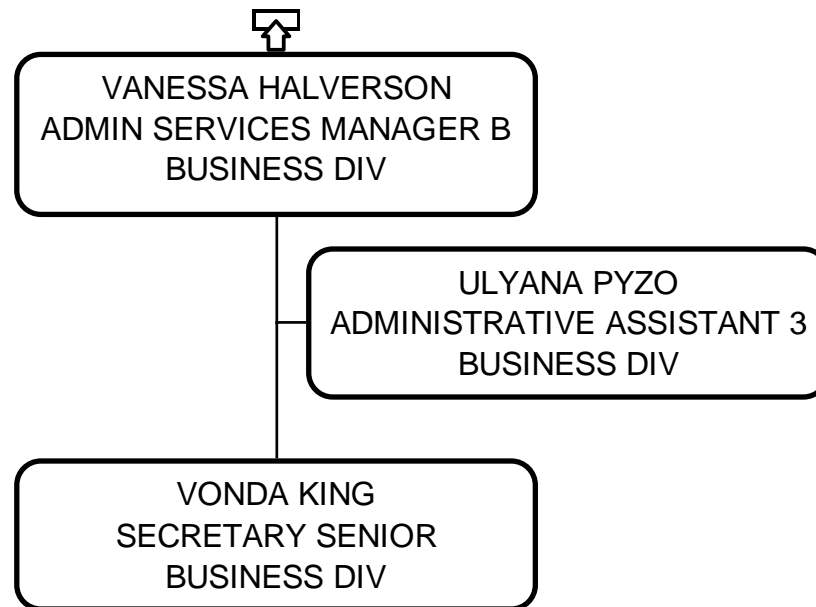 VANESSA HALVERSON
ADMIN SERVICES MANAGER B
BUSINESS DIV
ULYANA PYZO
ADMINISTRATIVE ASSISTANT 3
BUSINESS DIV
VONDA KING
SECRETARY SENIOR
BUSINESS DIV